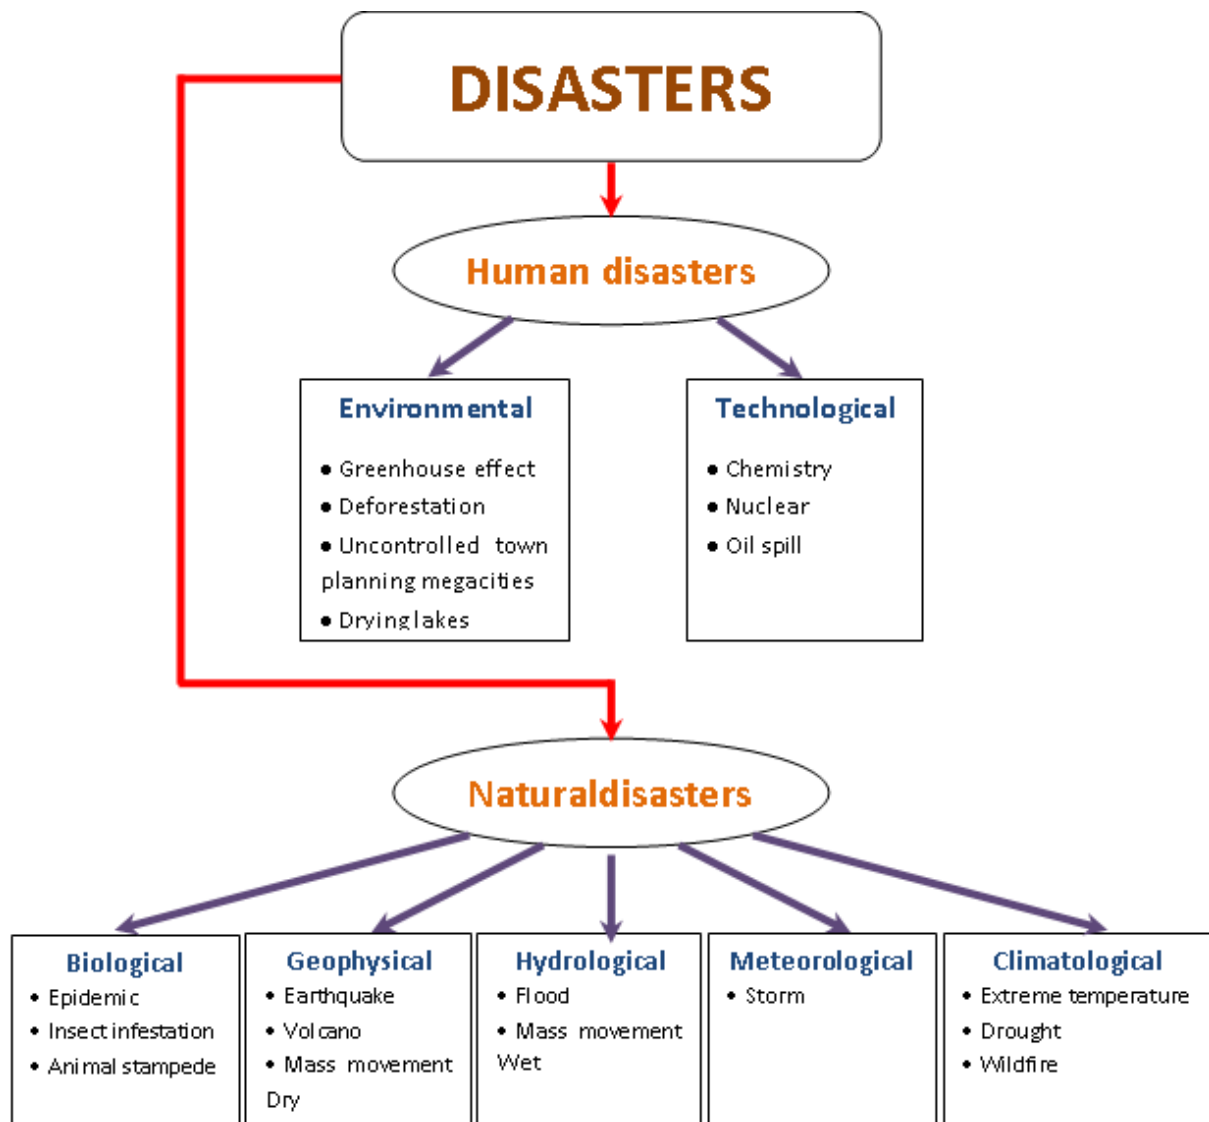 DISASTERS
Human disasters
Environmental
● Greenhouse effect
● Deforestation
● Uncontrolled town
planning megacities
● Drying lakes
Technological
● Chemistry
● Nuclear
● Oil spill
Naturaldisasters
Biological
• Epidemic
• Insect infestation
• Animal stampede
Geophysical
• Earthquake
• Volcano
• Mass movement
Dry
Hydrological
• Flood
• Mass movement
Wet
Meteorological
• Storm
Climatological
• Extreme temperature
• Drought
• Wildfire